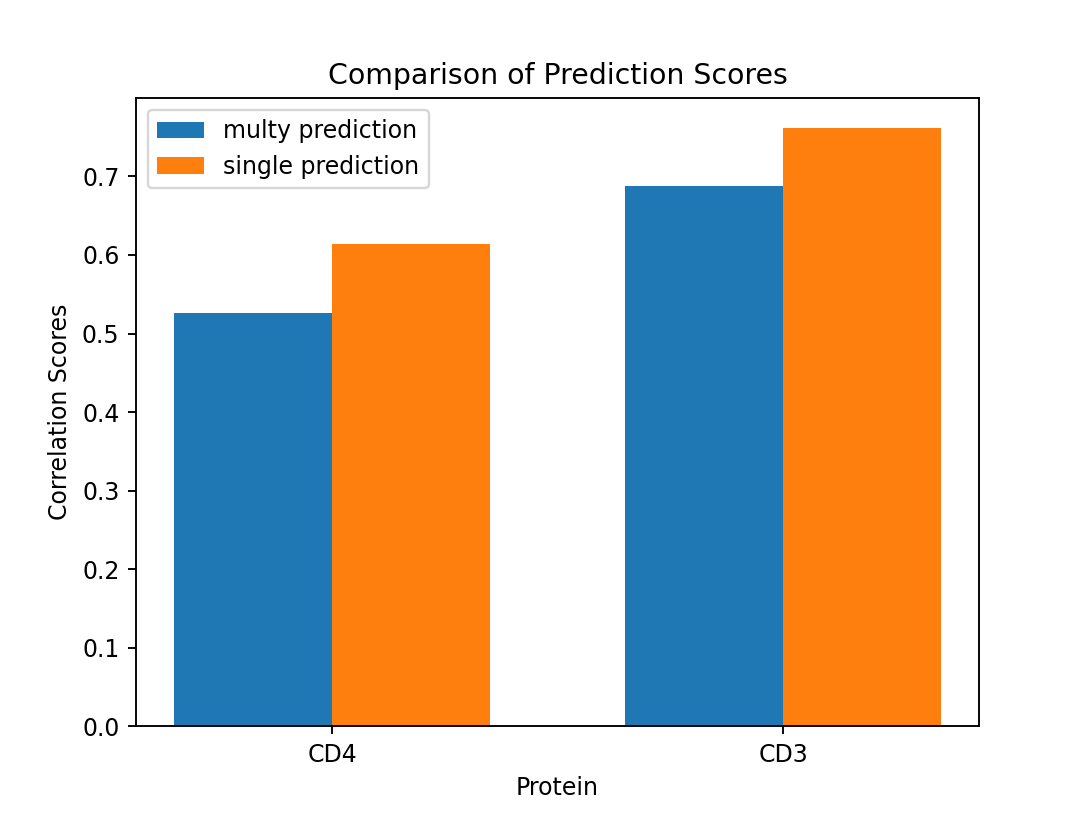 Comparison of Prediction Scores
multy prediction
single prediction
Correlation Scores
0.7
0.6
0.5
0.4
0.3
0.2
0.1
0.0
CD4
CD3
Protein